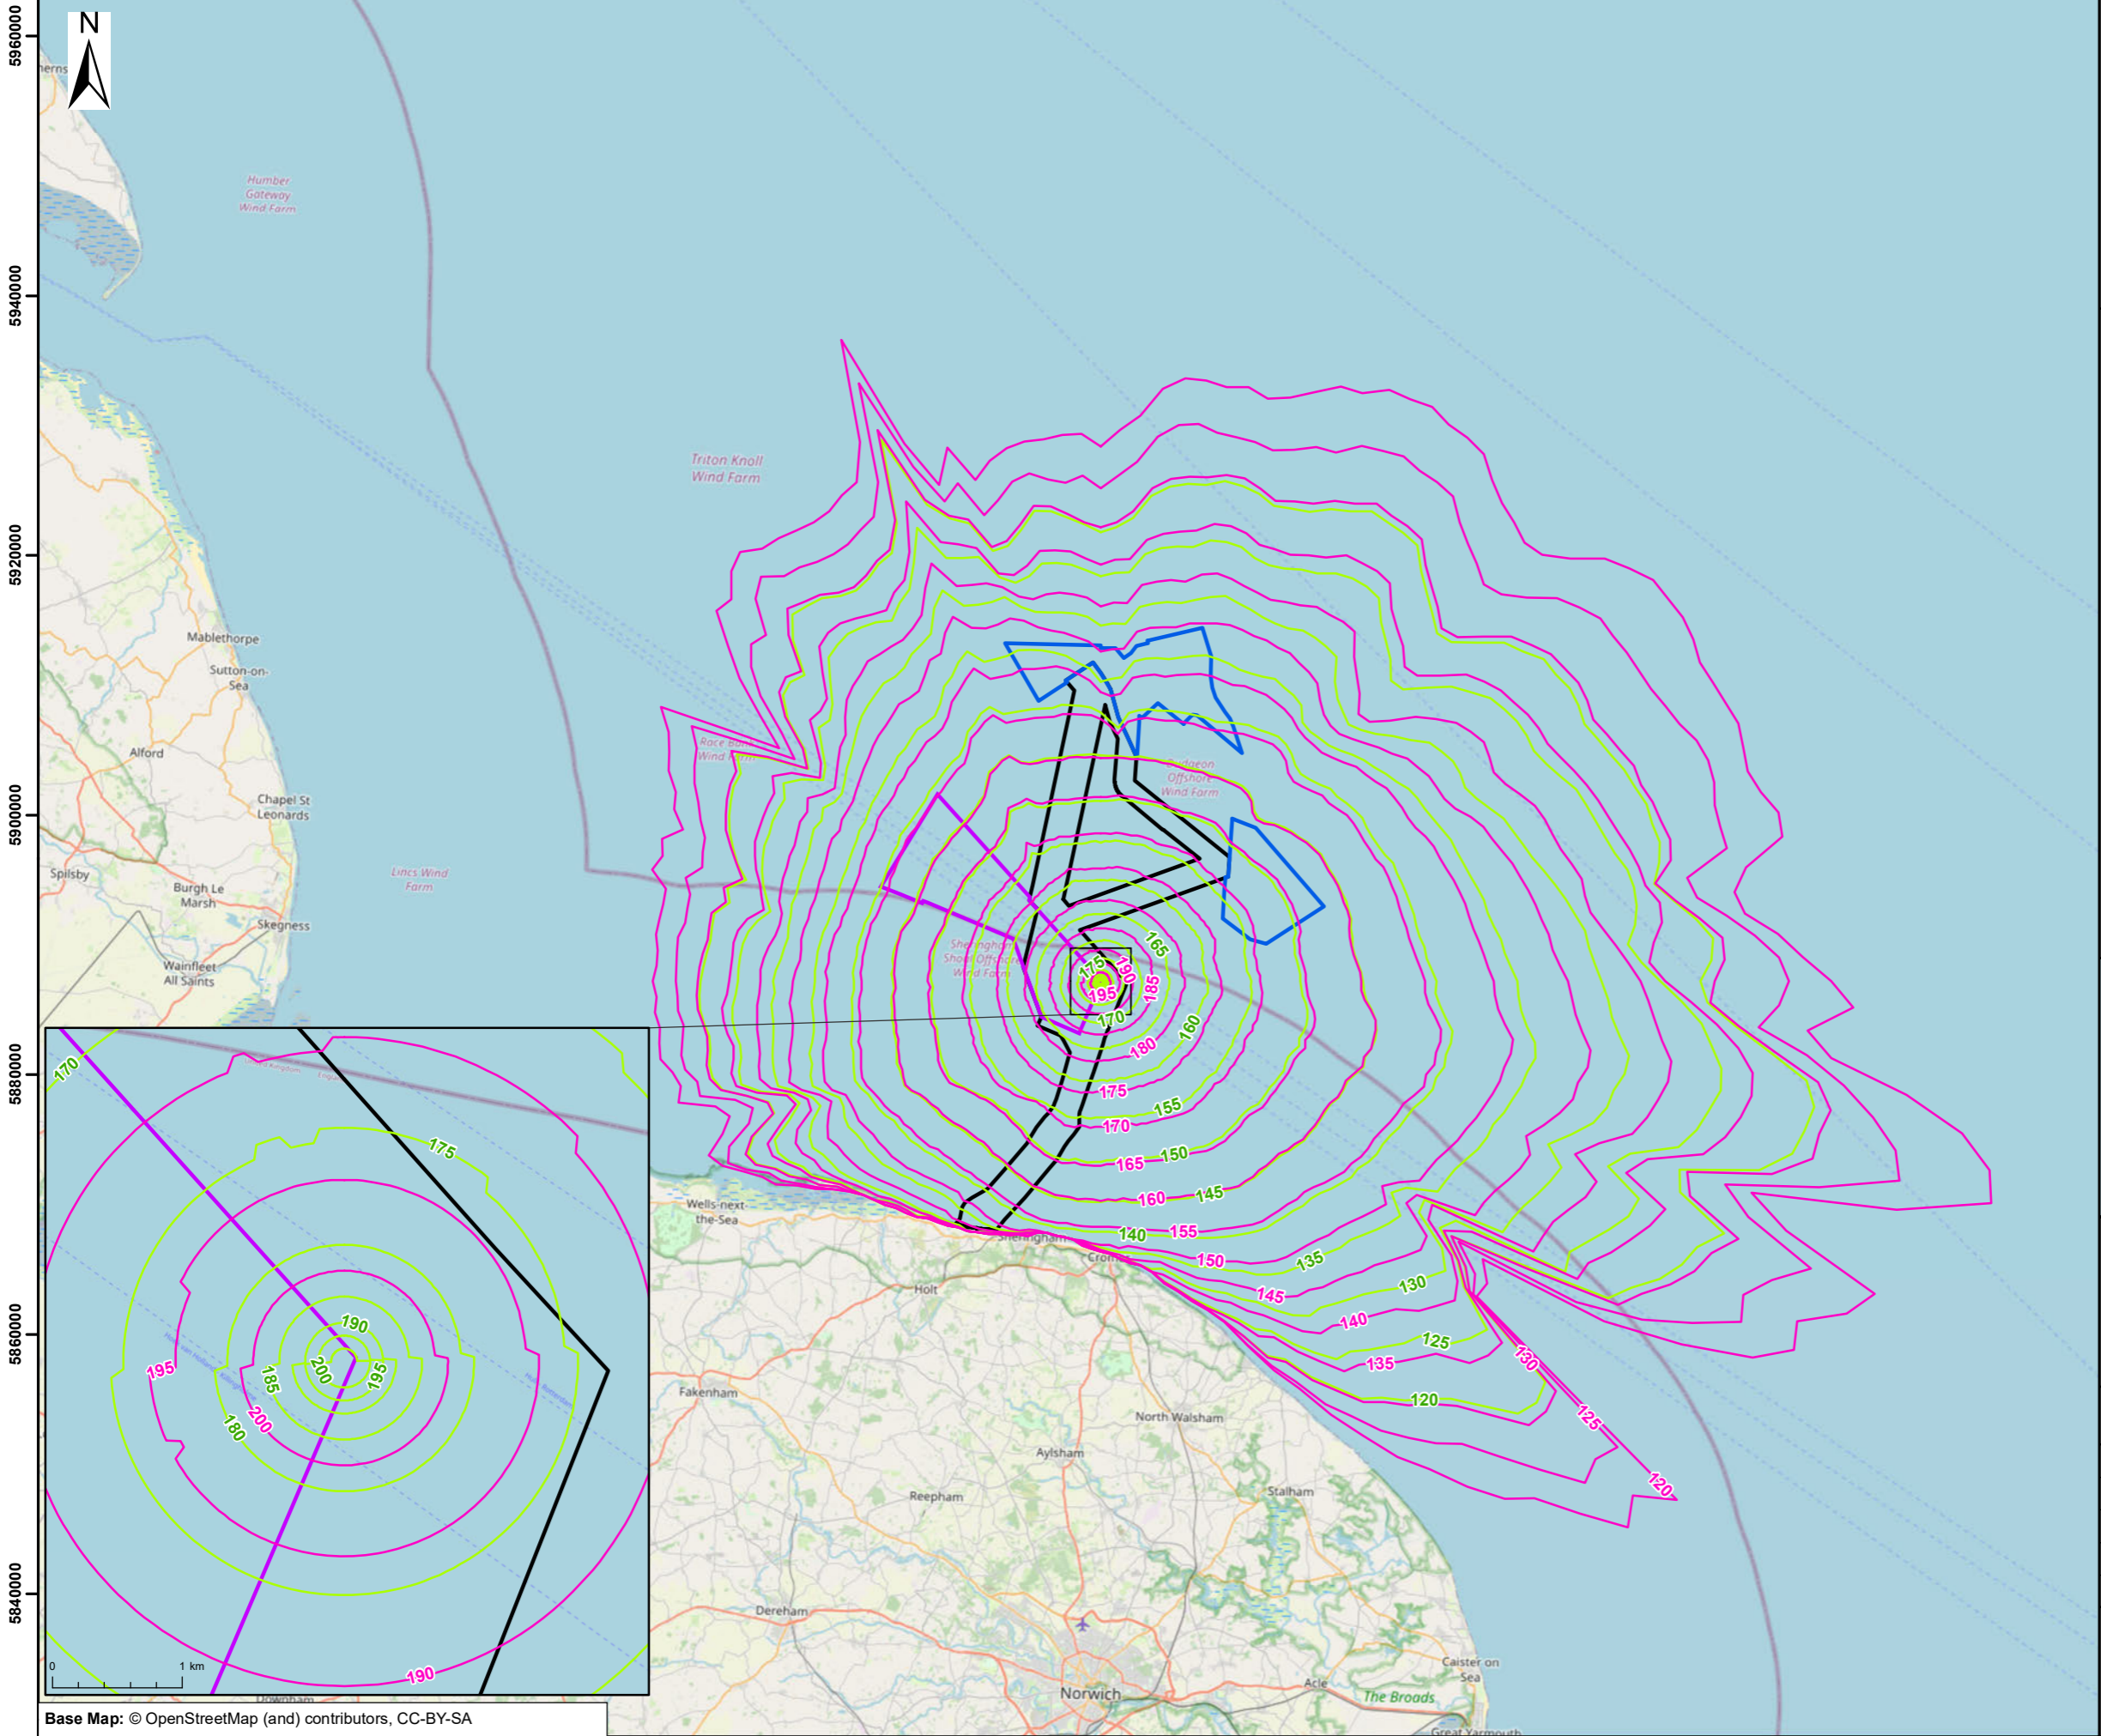 N
5960000
5940000
5920000
5900000
5880000
5860000
5840000
Humber
Gateway
Wind Farm
Triton Knoll
Wind Farm
Mablethorpe
Sutton-on-
Sea
Alford
Chapel St
Leonards
Spilsby
Burgh Le
Marsh
Skegness
Wainfleet
All Saints
Lincs Wind
Farm
Race Bank
Wind Farm
Dudgeon
Offshore
Wind Farm
Sheringham
Shoal Offshore
Wind Farm
165
175
190
185
195
170
160
180
175
155
170
150
165
145
160
140
155
150
135
145
130
140
125
135
130
120
125
120
Wells-next-
the-Sea
Sheringham
Holt
Fakenham
North Walsham
Aylsham
Reepham
Stalham
Dereham
Norwich
Acle
The Broads
Caister on
Sea
Great Yarmouth
170
175
190
195
200
185
195
200
180
190
0 1 km
Downham
Base Map: © OpenStreetMap (and) contributors, CC-BY-SA